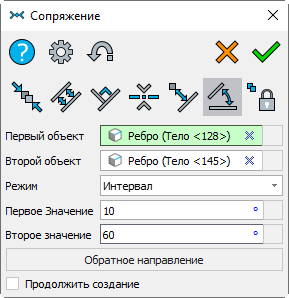 Сопряжение
Первый объект Ребро (Тело <128>)
Второй объект Ребро (Тело <145>)
Режим Интервал
Первое Значение 10 °
Второе значение 60 °
Обратное направление
Продолжить создание